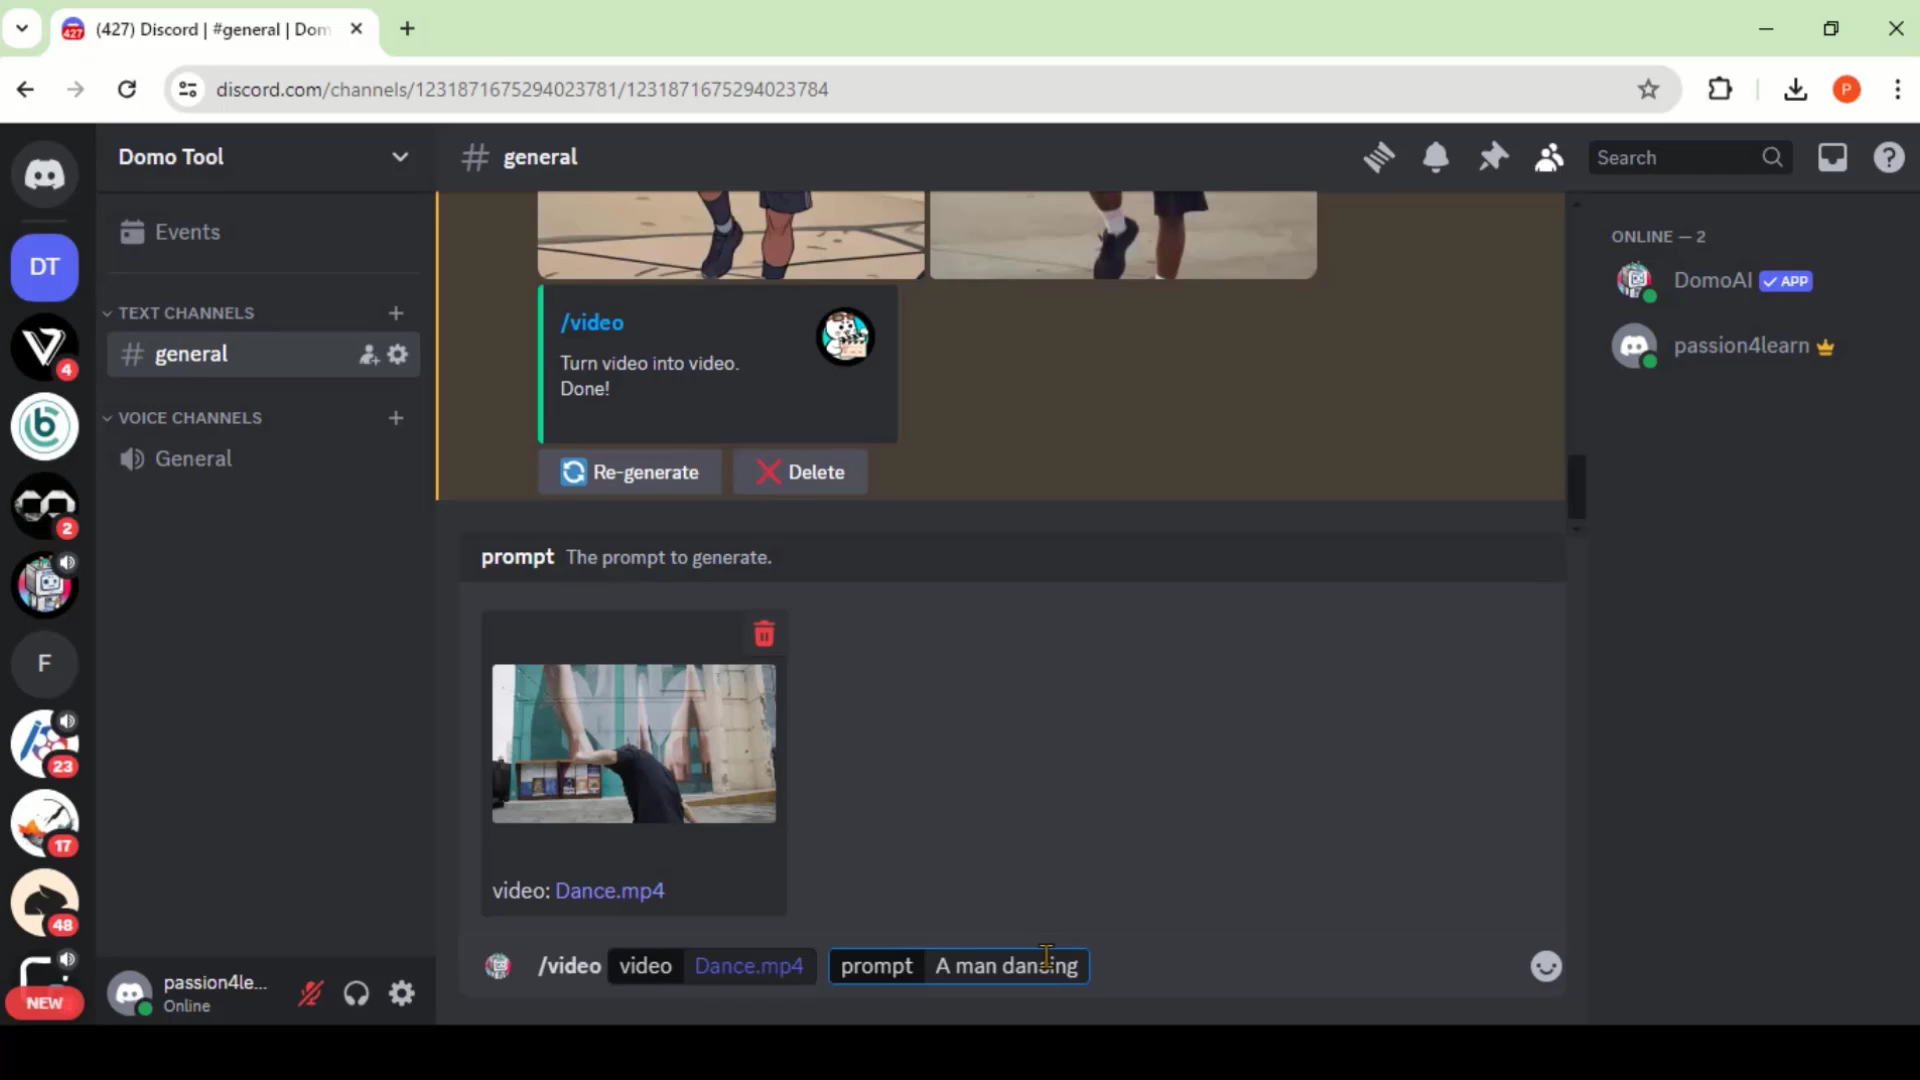 (427) Discord | #general | Dom
discord.com/channels/1231871675294023781/1231871675294023784
Domo Tool
general
Search
Events
TEXT CHANNELS
general
VOICE CHANNELS
General
DT
4
2
F
23
17
48
NEW
passion4le...
Online
/video
Turn video into video.
Done!
Re-generate
Delete
prompt The prompt to generate.
video: Dance.mp4
/video video Dance.mp4 prompt A man dancing
ONLINE — 2
DomoAI APP
passion4learn
P
427